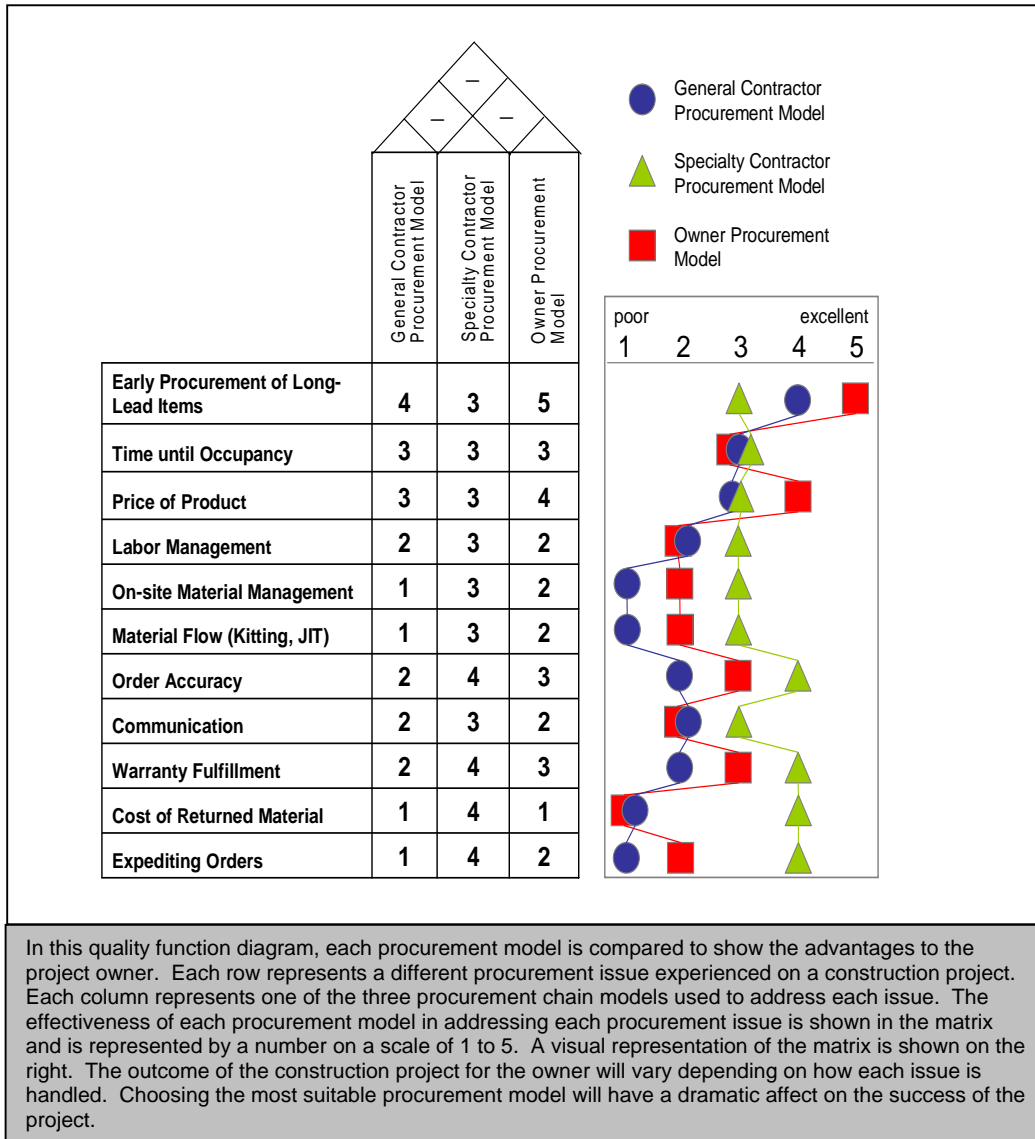 General Contractor
Procurement Model
Specialty Contractor
Procurement Model
Owner Procurement
Model
General Contractor
Procurement Model
Specialty Contractor
Procurement Model
Owner Procurement
Model
poor excellent
1 2 3 4 5
Early Procurement of Long-
Lead Items 4 3 5
Time until Occupancy 3 3 3
Price of Product 3 3 4
Labor Management 2 3 2
On-site Material Management 1 3 2
Material Flow (Kitting, JIT) 1 3 2
Order Accuracy 2 4 3
Communication 2 3 2
Warranty Fulfillment 2 4 3
Cost of Returned Material 1 4 1
Expediting Orders 1 4 2
In this quality function diagram, each procurement model is compared to show the advantages to the
project owner. Each row represents a different procurement issue experienced on a construction project.
Each column represents one of the three procurement chain models used to address each issue. The
effectiveness of each procurement model in addressing each procurement issue is shown in the matrix
and is represented by a number on a scale of 1 to 5. A visual representation of the matrix is shown on the
right. The outcome of the construction project for the owner will vary depending on how each issue is
handled. Choosing the most suitable procurement model will have a dramatic affect on the success of the
project.